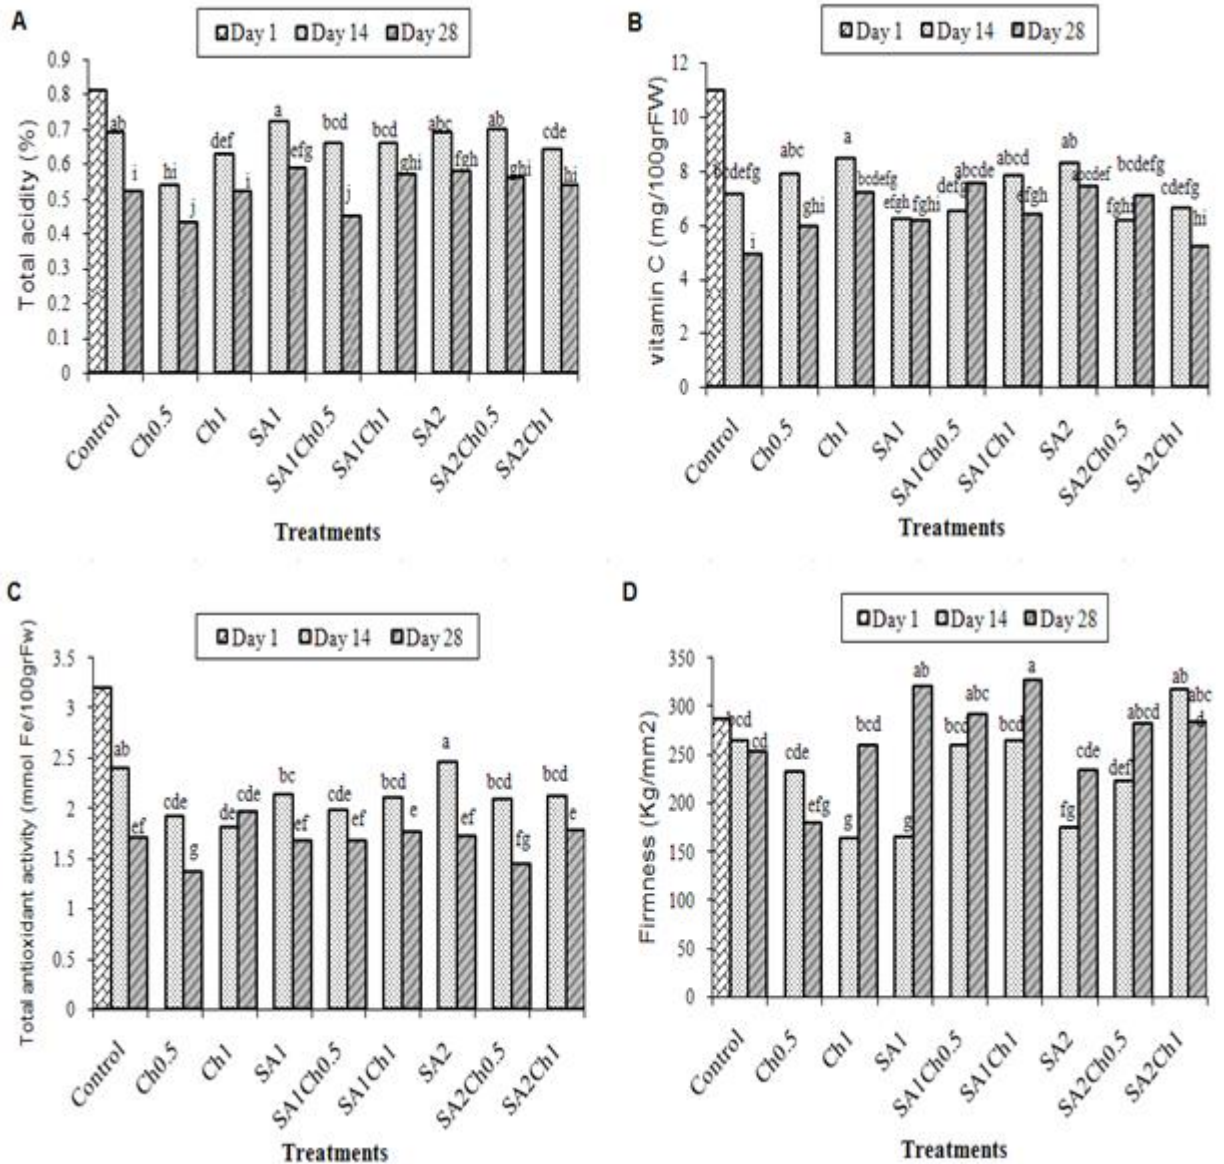 A
Day 1 Day 14 Day 28
Total acidity (%)
0.9
0.8
0.7
0.6
0.5
0.4
0.3
0.2
0.1
0
ab i hi j def i a efg bcd j bcd ghi abc fgh ab ghi cde hi
Control Ch0.5 Ch1 SA1 SA1Ch0.5 SA1Ch1 SA2 SA2Ch0.5 SA2Ch1
Treatments
B
Day 1 Day 14 Day 28
vitamin C (mg/100grFW)
12
10
8
6
4
2
0
bcdefg i abc ghi a bcdefg efgh fghi defg abcde abcd efgh ab abcdef fghi bcdefg cdefg hi
Control Ch0.5 Ch1 SA1 SA1Ch0.5 SA1Ch1 SA2 SA2Ch0.5 SA2Ch1
Treatments
C
Day 1 Day 14 Day 28
Total antioxidant activity (mmol Fe/100grFw)
3.5
3
2.5
2
1.5
1
0.5
0
ab ef cde g de cde bc ef cde ef bcd e a ef bcd fg bcd e
Control Ch0.5 Ch1 SA1 SA1Ch0.5 SA1Ch1 SA2 SA2Ch0.5 SA2Ch1
Treatments
D
Day 1 Day 14 Day 28
Firmness (Kg/mm2)
350
300
250
200
150
100
50
0
bcd cd cde efg g bcd g ab bcd abc bcd a fg cde def abcd ab abc
d
Control Ch0.5 Ch1 SA1 SA1Ch0.5 SA1Ch1 SA2 SA2Ch0.5 SA2Ch1
Treatments